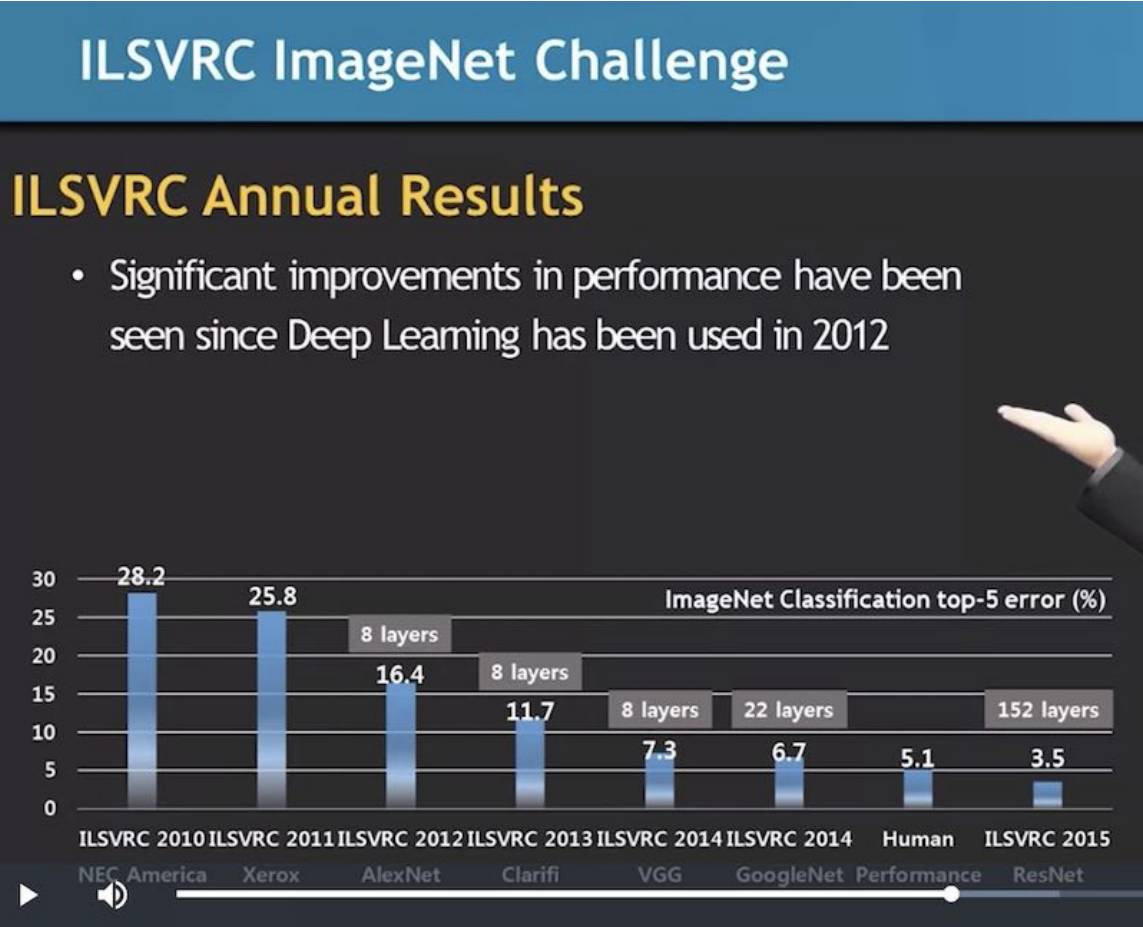 ILSVRC ImageNet Challenge
ILSVRC Annual Results
• Significant improvements in performance have been
seen since Deep Learning has been used in 2012
ImageNet Classification top-5 error (%)
30
25
20
15
10
5
0
28.2
25.8
16.4
11.7
7.3
6.7
5.1
3.5
8 layers
8 layers
8 layers
22 layers
152 layers
ILSVRC 2010 ILSVRC 2011 ILSVRC 2012 ILSVRC 2013 ILSVRC 2014 ILSVRC 2014 Human ILSVRC 2015
NEC America Xerox AlexNet Clarifi VGG GoogleNet Performance ResNet